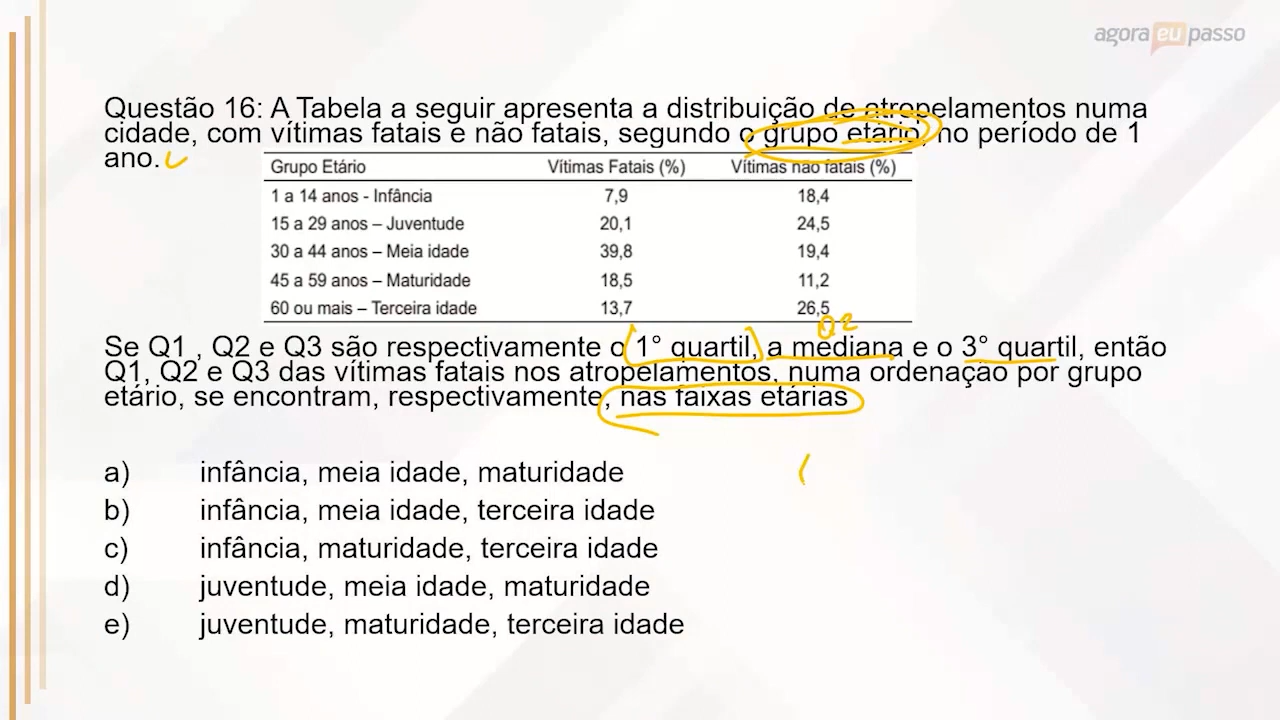 agora eu passo
Questão 16: A Tabela a seguir apresenta a distribuição de atropelamentos numa
cidade, com vítimas fatais e não fatais, segundo o grupo etário, no período de 1
ano.
Grupo Etário Vítimas Fatais (%) Vítimas não fatais (%)
1 a 14 anos - Infância 7,9 18,4
15 a 29 anos – Juventude 20,1 24,5
30 a 44 anos – Meia idade 39,8 19,4
45 a 59 anos – Maturidade 18,5 11,2
60 ou mais – Terceira idade 13,7 26,5
Q2
Se Q1 , Q2 e Q3 são respectivamente o 1° quartil, a mediana e o 3° quartil, então
Q1, Q2 e Q3 das vítimas fatais nos atropelamentos, numa ordenação por grupo
etário, se encontram, respectivamente, nas faixas etárias
a) infância, meia idade, maturidade
b) infância, meia idade, terceira idade
c) infância, maturidade, terceira idade
d) juventude, meia idade, maturidade
e) juventude, maturidade, terceira idade